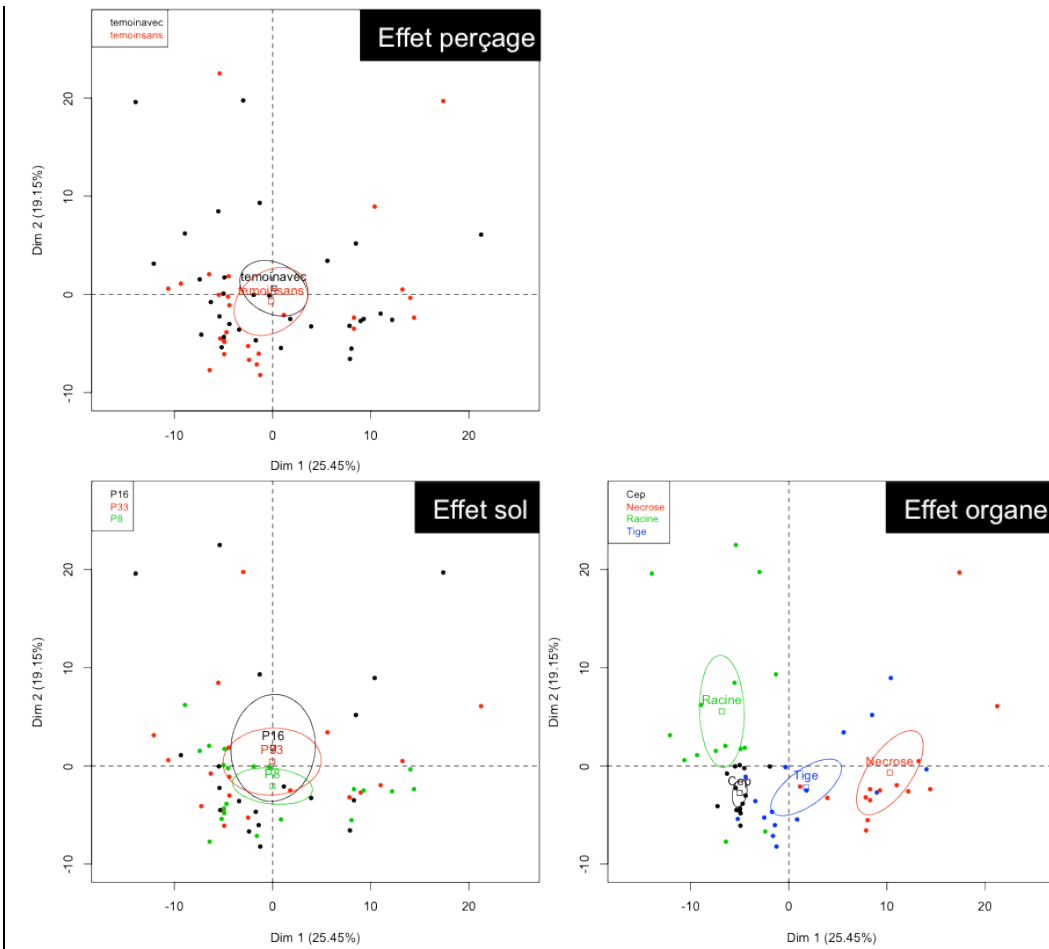 temoinavec
temoinsans
Effet perçage
20
10
0
-10
Dim 2 (19.15%)
temoinavec
temoinsans
-10 0 10 20
Dim 1 (25.45%)
P16
P33
P8
Effet sol
20
10
0
-10
Dim 2 (19.15%)
P16
P33
P8
-10 0 10 20
Dim 1 (25.45%)
Cep
Necrose
Racine
Tige
Effet organe
20
10
0
-10
Dim 2 (19.15%)
Racine
Necrose
Tige
Cep
-10 0 10 20
Dim 1 (25.45%)